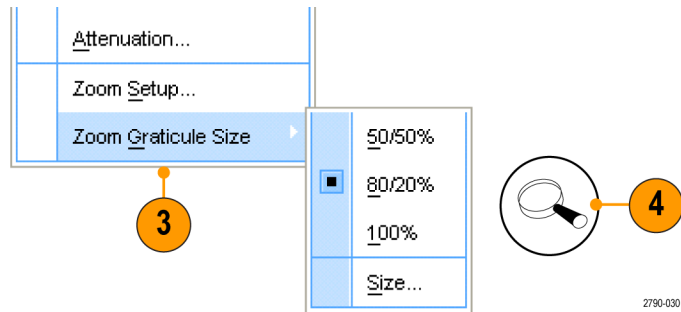 Attenuation...
Zoom Setup...
Zoom Graticule Size
50/50%
80/20%
100%
Size...
3
4
2790-030